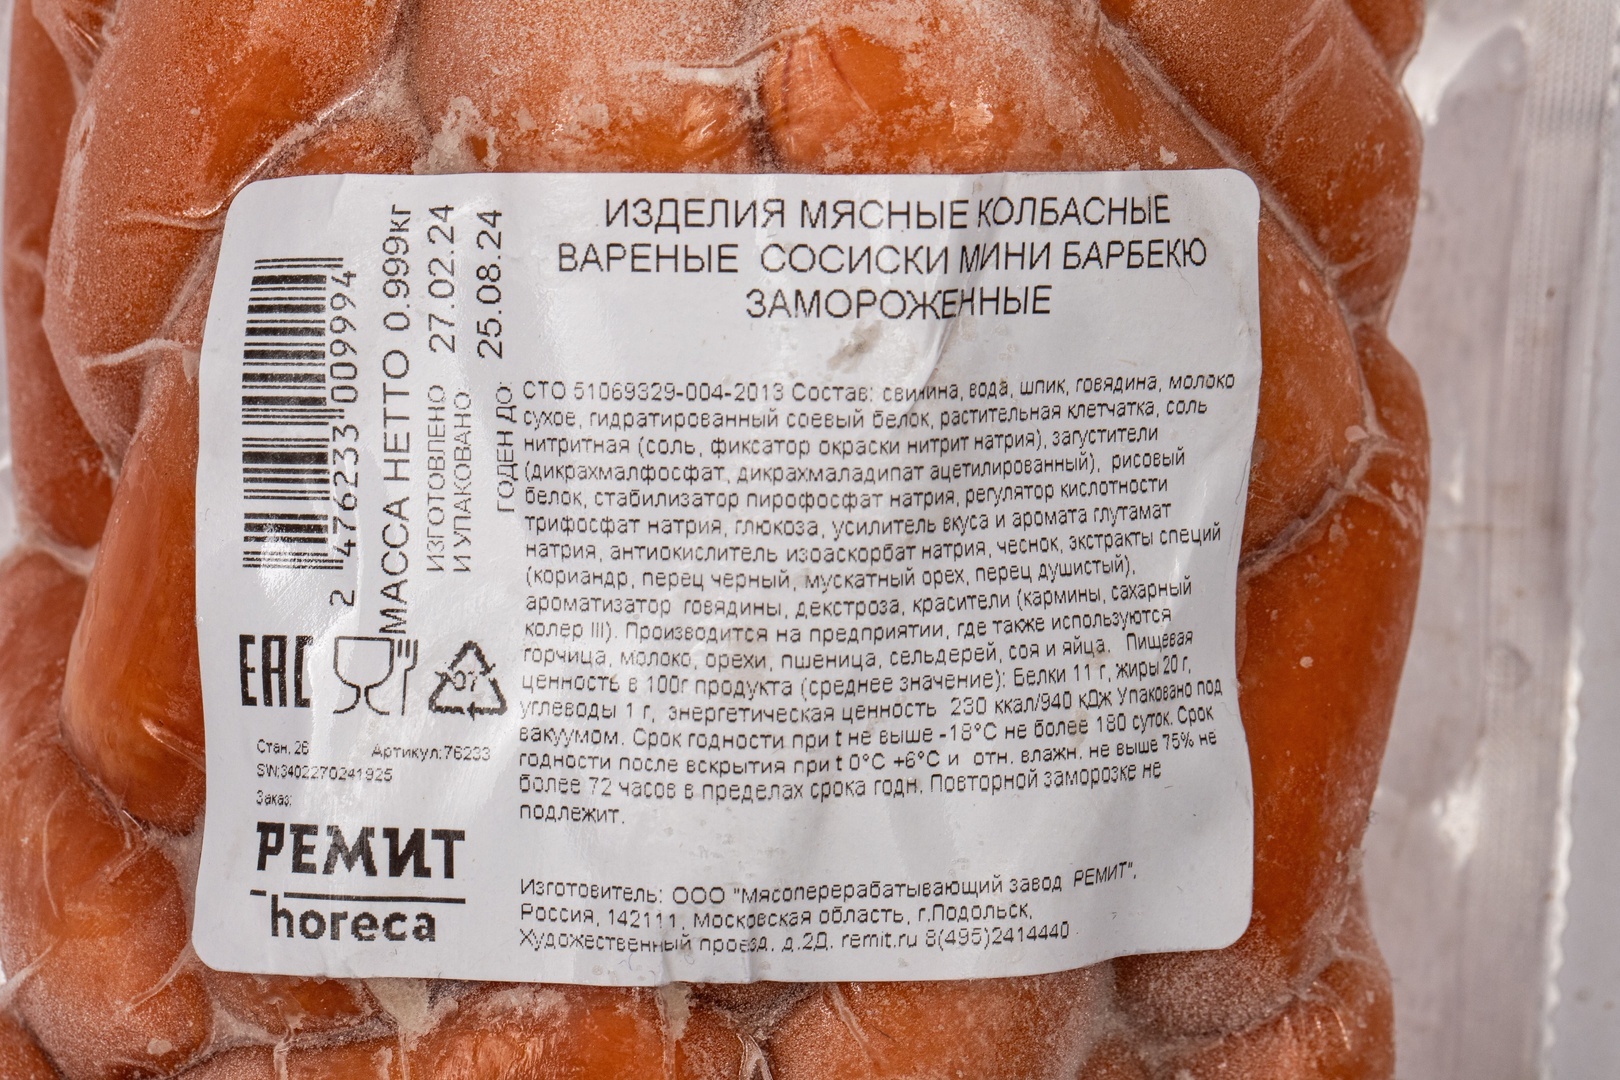 ИЗДЕЛИЯ МЯСНЫЕ КОЛБАСНЫЕ
ВАРЕНЫЕ СОСИСКИ МИНИ БАРБЕКЮ
ЗАМОРОЖЕННЫЕ
2 476233 009994
МАССА НЕТТО 0.999кг
ИЗГОТОВЛЕНО 27.02.24
И УПАКОВАНО
ГОДЕН ДО: 25.08.24
СТО 51069329-004-2013 Состав: свинина, вода, шпик, говядина, молоко
сухое, гидратированный соевый белок, растительная клетчатка, соль
нитритная (соль, фиксатор окраски нитрит натрия), загустители
(дикрахмалфосфат, дикрахмаладипат ацетилированный), рисовый
белок, стабилизатор пирофосфат натрия, регулятор кислотности
трифосфат натрия, глюкоза, усилитель вкуса и аромата глутамат
натрия, антиокислитель изоаскорбат натрия, чеснок, экстракты специй
(кориандр, перец черный, мускатный орех, перец душистый),
ароматизатор говядины, декстроза, красители (кармины, сахарный
колер III). Производится на предприятии, где также используются
горчица, молоко, орехи, пшеница, сельдерей, соя и яйца. Пищевая
ценность в 100г продукта (среднее значение): Белки 11 г, жиры 20 г,
углеводы 1 г, энергетическая ценность 230 ккал/940 кДж Упаковано под
вакуумом. Срок годности при t не выше -18°С не более 180 суток. Срок
годности после вскрытия при t 0°С +6°С и отн. влажн. не выше 75% не
более 72 часов в пределах срока годн. Повторной заморозке не
подлежит.
ЕАС
07
Стан. 26 Артикул:76233
SW:3402270241925
Заказ:
РЕМИТ
horeca
Изготовитель: ООО "Мясоперерабатывающий завод РЕМИТ",
Россия, 142111, Московская область, г.Подольск,
Художественный проезд, д.2Д. remit.ru 8(495)2414440